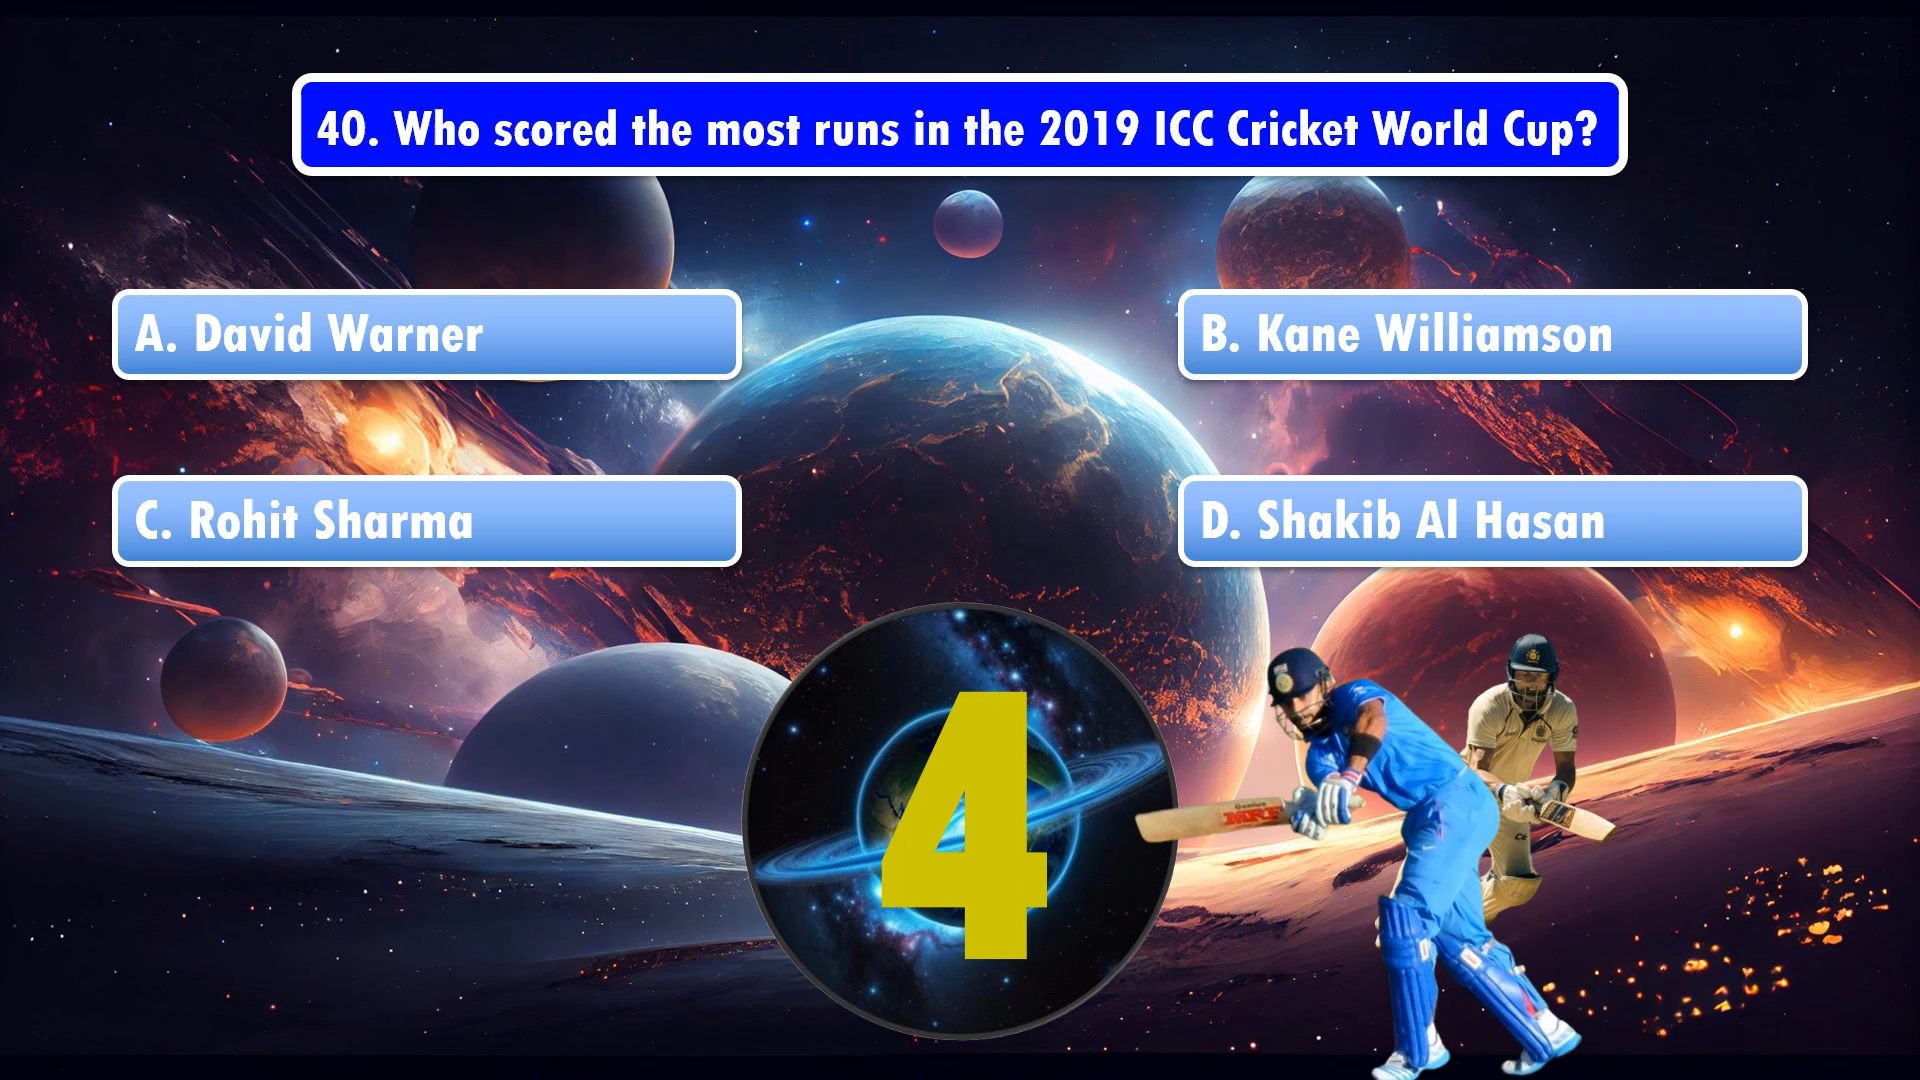 40. Who scored the most runs in the 2019 ICC Cricket World Cup?
A. David Warner
B. Kane Williamson
C. Rohit Sharma
D. Shakib Al Hasan
4
Genius
MRF